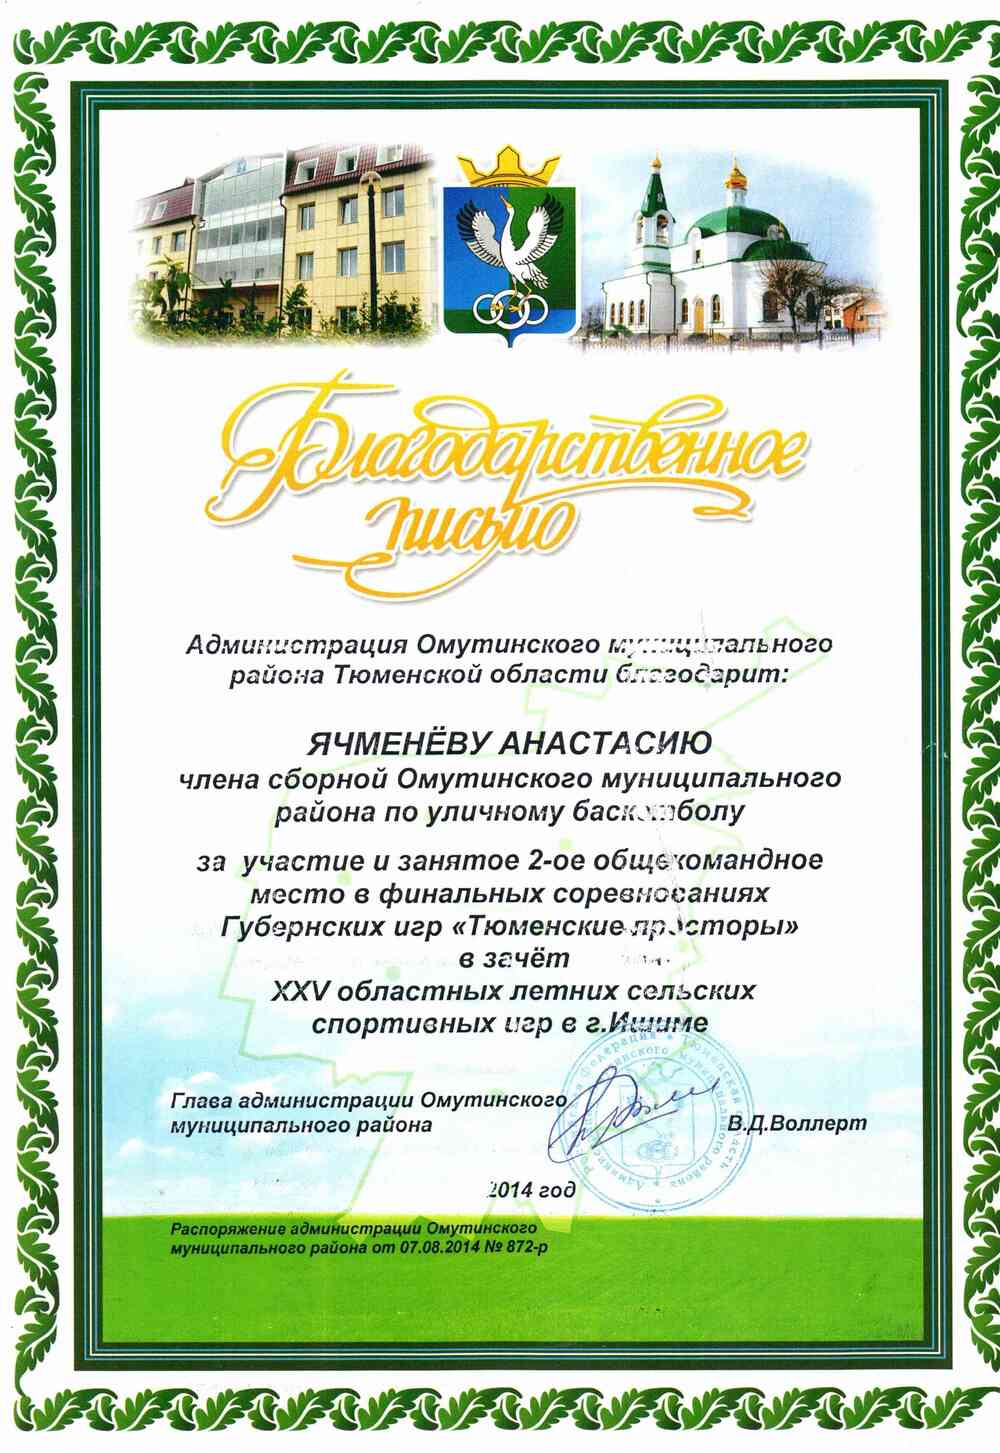 Благодарственное
письмо
Администрация Омутинского муниципального
района Тюменской области благодарит:
ЯЧМЕНЁВУ АНАСТАСИЮ
члена сборной Омутинского муниципального
района по уличному баскетболу
за участие и занятое 2-ое общекомандное
место в финальных соревнованиях
Губернских игр «Тюменские просторы»
в зачёт
XXV областных летних сельских
спортивных игр в г.Ишиме
Глава администрации Омутинского
муниципального района
В.Д.Воллерт
2014 год
Распоряжение администрации Омутинского
муниципального района от 07.08.2014 № 872-р